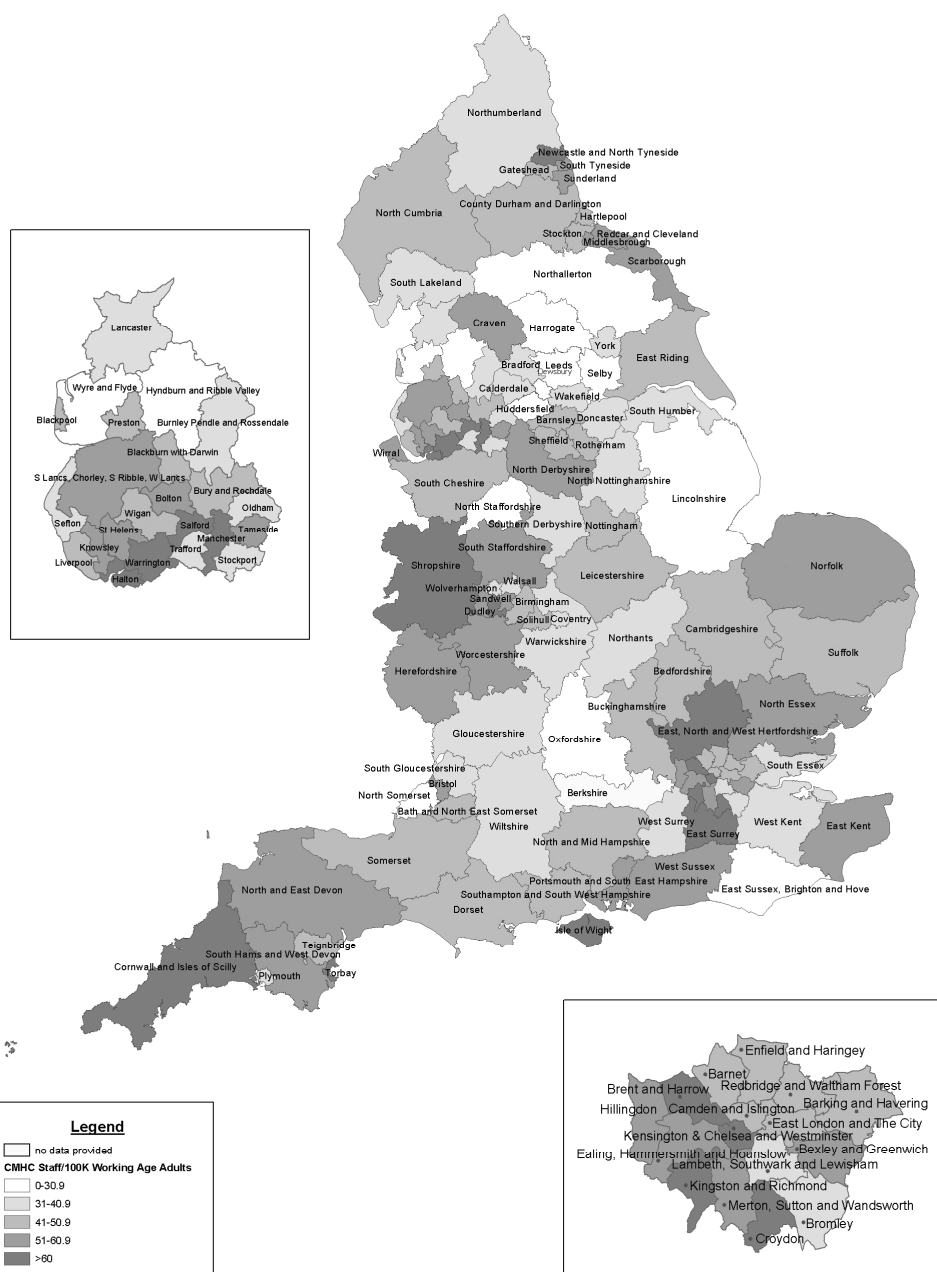 Northumberland
Newcastle and North Tyneside
South Tyneside
Gateshead
Sunderland
County Durham and Darlington
North Cumbria
Hartlepool
Stockton
Redcar and Cleveland
Middlesbrough
Scarborough
Northallerton
South Lakeland
Craven
Harrogate
York
East Riding
Bradford
Leeds
Dewsbury
Selby
Calderdale
Wakefield
Huddersfield
Barnsley
Doncaster
South Humber
Sheffield
Rotherham
Wirral
North Derbyshire
South Cheshire
North Nottinghamshire
Lincolnshire
North Staffordshire
Southern Derbyshire
Nottingham
South Staffordshire
Shropshire
Norfolk
Leicestershire
Walsall
Wolverhampton
Sandwell
Birmingham
Dudley
Solihull
Coventry
Cambridgeshire
Warwickshire
Northants
Suffolk
Worcestershire
Herefordshire
Bedfordshire
North Essex
Buckinghamshire
East, North and West Hertfordshire
Gloucestershire
Oxfordshire
South Essex
South Gloucestershire
Bristol
North Somerset
Berkshire
Bath and North East Somerset
Wiltshire
West Surrey
West Kent
East Kent
East Surrey
North and Mid Hampshire
Somerset
West Sussex
Portsmouth and South East Hampshire
North and East Devon
East Sussex, Brighton and Hove
Southampton and South West Hampshire
Dorset
Isle of Wight
Teignbridge
South Hams and West Devon
Cornwall and Isles of Scilly
Plymouth
Torbay
Lancaster
Wyre and Flyde
Hyndburn and Ribble Valley
Blackpool
Preston
Burnley Pendle and Rossendale
Blackburn with Darwin
S Lancs, Chorley, S Ribble, W Lancs
Bury and Rochdale
Bolton
Oldham
Wigan
Sefton
Salford
St Helens
Tameside
Manchester
Knowsley
Trafford
Liverpool
Warrington
Stockport
Halton
Enfield and Haringey
Barnet
Brent and Harrow
Redbridge and Waltham Forest
Hillingdon
Camden and Islington
Barking and Havering
East London and The City
Kensington & Chelsea and Westminster
Ealing, Hammersmith and Hounslow
Bexley and Greenwich
Lambeth, Southwark and Lewisham
Kingston and Richmond
Merton, Sutton and Wandsworth
Bromley
Croydon
Legend
no data provided
CMHC Staff/100K Working Age Adults
0-30.9
31-40.9
41-50.9
51-60.9
>60